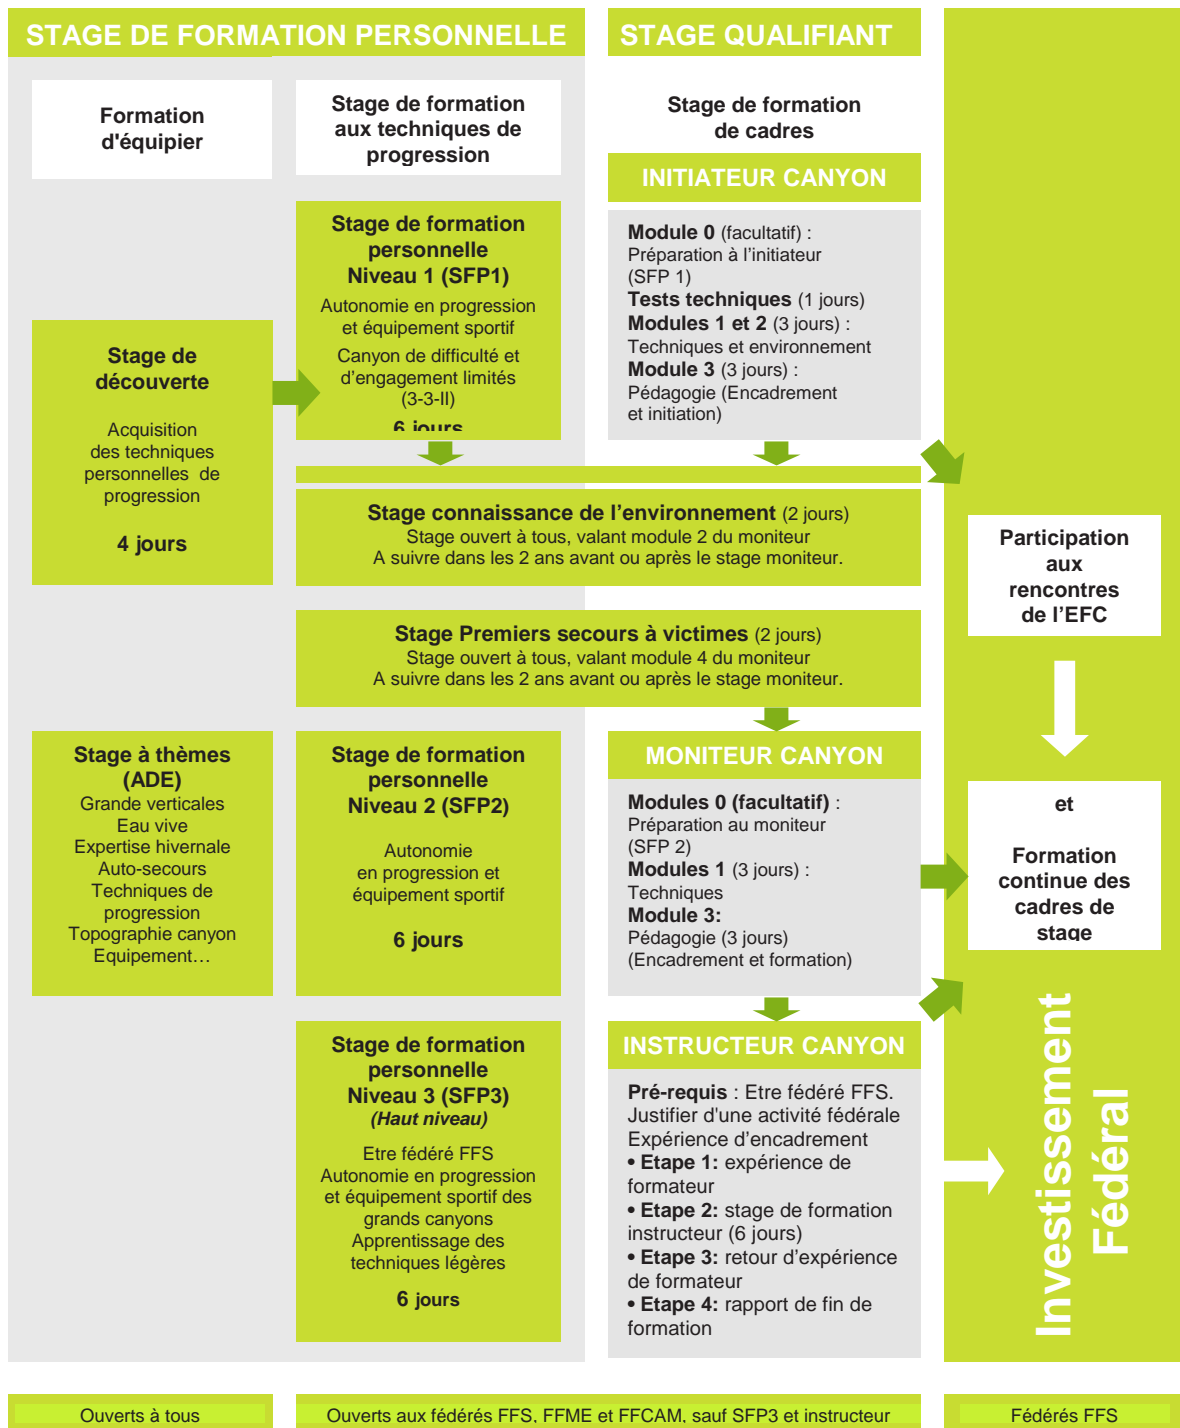 STAGE DE FORMATION PERSONNELLE
STAGE QUALIFIANT
Formation
d'équipier
Stage de formation
aux techniques de
progression
Stage de formation
de cadres
INITIATEUR CANYON
Stage de
découverte
Acquisition
des techniques
personnelles de
progression
4 jours
Stage de formation
personnelle
Niveau 1 (SFP1)
Autonomie en progression
et équipement sportif
Canyon de difficulté et
d’engagement limités
(3-3-II)
6 jours
Module 0 (facultatif) :
Préparation à l’initiateur
(SFP 1)
Tests techniques (1 jours)
Modules 1 et 2 (3 jours) :
Techniques et environnement
Module 3 (3 jours) :
Pédagogie (Encadrement
et initiation)
Stage connaissance de l’environnement (2 jours)
Stage ouvert à tous, valant module 2 du moniteur
A suivre dans les 2 ans avant ou après le stage moniteur.
Stage Premiers secours à victimes (2 jours)
Stage ouvert à tous, valant module 4 du moniteur
A suivre dans les 2 ans avant ou après le stage moniteur.
Participation
aux
rencontres
de l’EFC
Stage à thèmes
(ADE)
Grande verticales
Eau vive
Expertise hivernale
Auto-secours
Techniques de
progression
Topographie canyon
Equipement…
Stage de formation
personnelle
Niveau 2 (SFP2)
Autonomie
en progression et
équipement sportif
6 jours
MONITEUR CANYON
Modules 0 (facultatif) :
Préparation au moniteur
(SFP 2)
Modules 1 (3 jours) :
Techniques
Module 3:
Pédagogie (3 jours)
(Encadrement et formation)
et
Formation
continue des
cadres de
stage
Stage de formation
personnelle
Niveau 3 (SFP3)
(Haut niveau)
Etre fédéré FFS
Autonomie en progression
et équipement sportif des
grands canyons
Apprentissage des
techniques légères
6 jours
INSTRUCTEUR CANYON
Pré-requis : Etre fédéré FFS.
Justifier d'une activité fédérale
Expérience d’encadrement
• Etape 1: expérience de
formateur
• Etape 2: stage de formation
instructeur (6 jours)
• Etape 3: retour d’expérience
de formateur
• Etape 4: rapport de fin de
formation
Investissement
Fédéral
Ouverts à tous
Ouverts aux fédérés FFS, FFME et FFCAM, sauf SFP3 et instructeur
Fédérés FFS